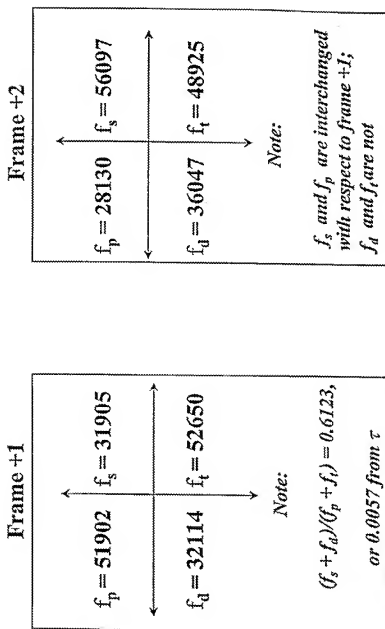 Frame +1
f_p = 51902 f_s = 31905
f_d = 32114 f_t = 52650
Note:
(f_s + f_d)/(f_p + f_t) = 0.6123,
or 0.0057 from τ
Frame +2
f_p = 28130 f_s = 56097
f_d = 36047 f_t = 48925
Note:
f_s and f_p are interchanged
with respect to frame +1;
f_d and f_t are not